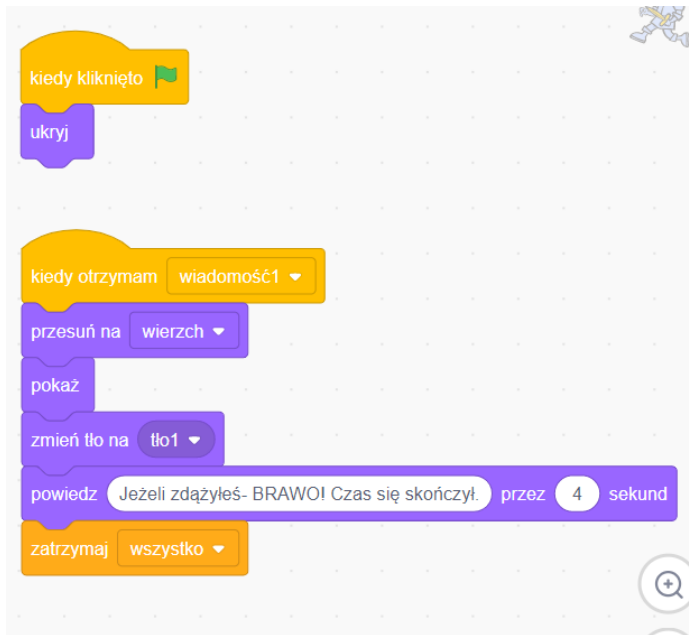 kiedy kliknięto
ukryj
kiedy otrzymam wiadomość1
przesuń na wierzch
pokaż
zmień tło na tło1
powiedz Jeżeli zdążyłeś- BRAWO! Czas się skończył. przez 4 sekund
zatrzymaj wszystko